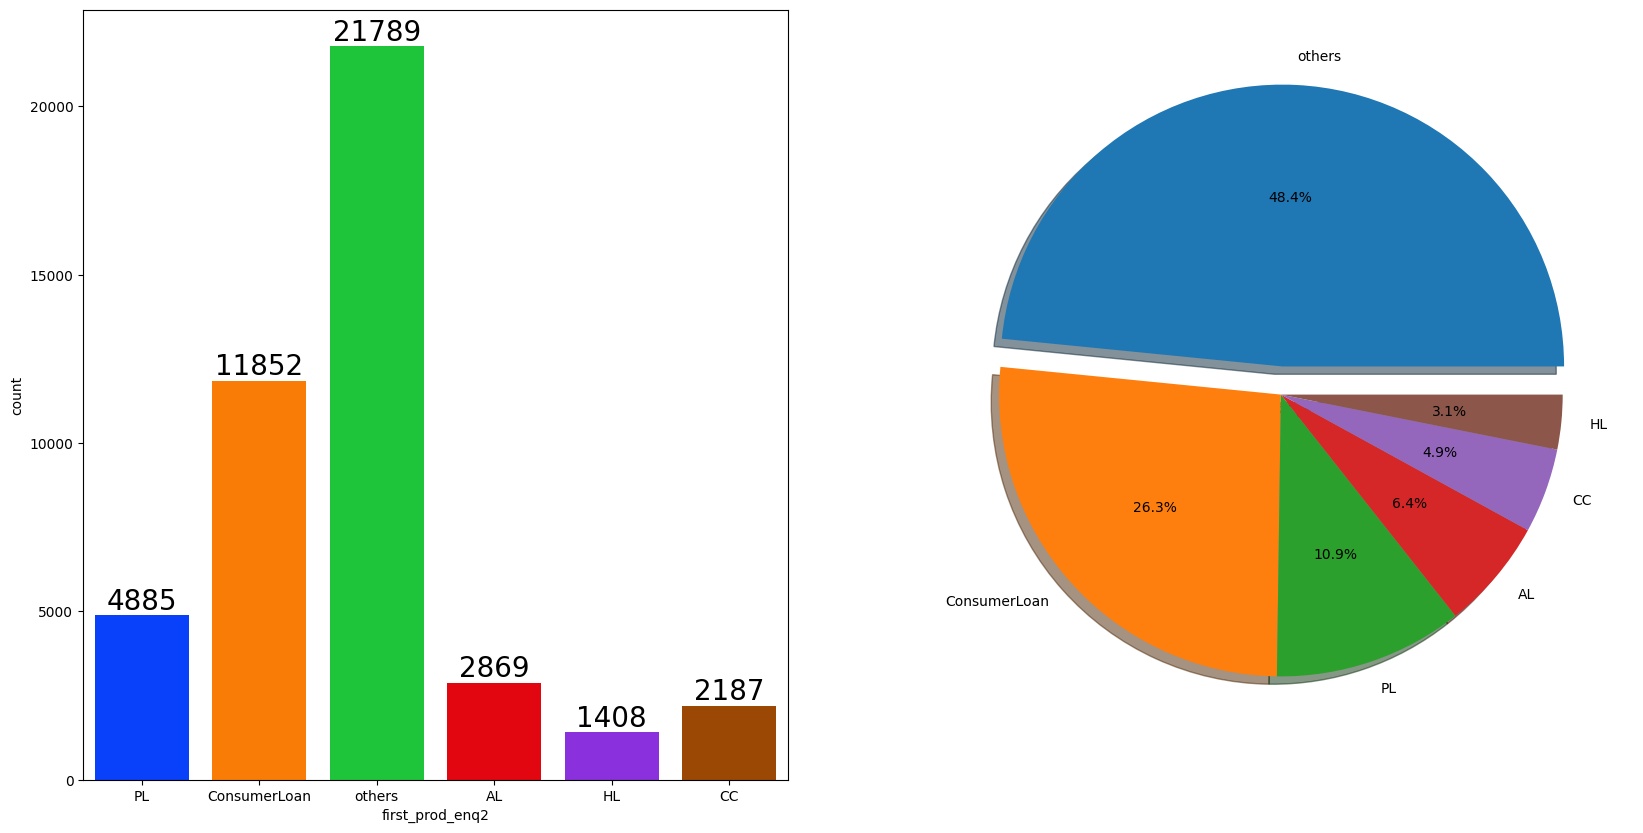 21789
20000
15000
11852
10000
5000
4885
2869
2187
1408
0
count
PL ConsumerLoan others AL HL CC
first_prod_enq2
others
48.4%
3.1%
HL
4.9%
CC
6.4%
26.3%
10.9%
AL
ConsumerLoan
PL